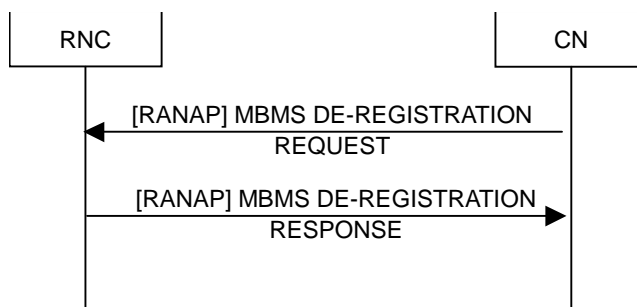 RNC
CN
[RANAP] MBMS DE-REGISTRATION
REQUEST
[RANAP] MBMS DE-REGISTRATION
RESPONSE